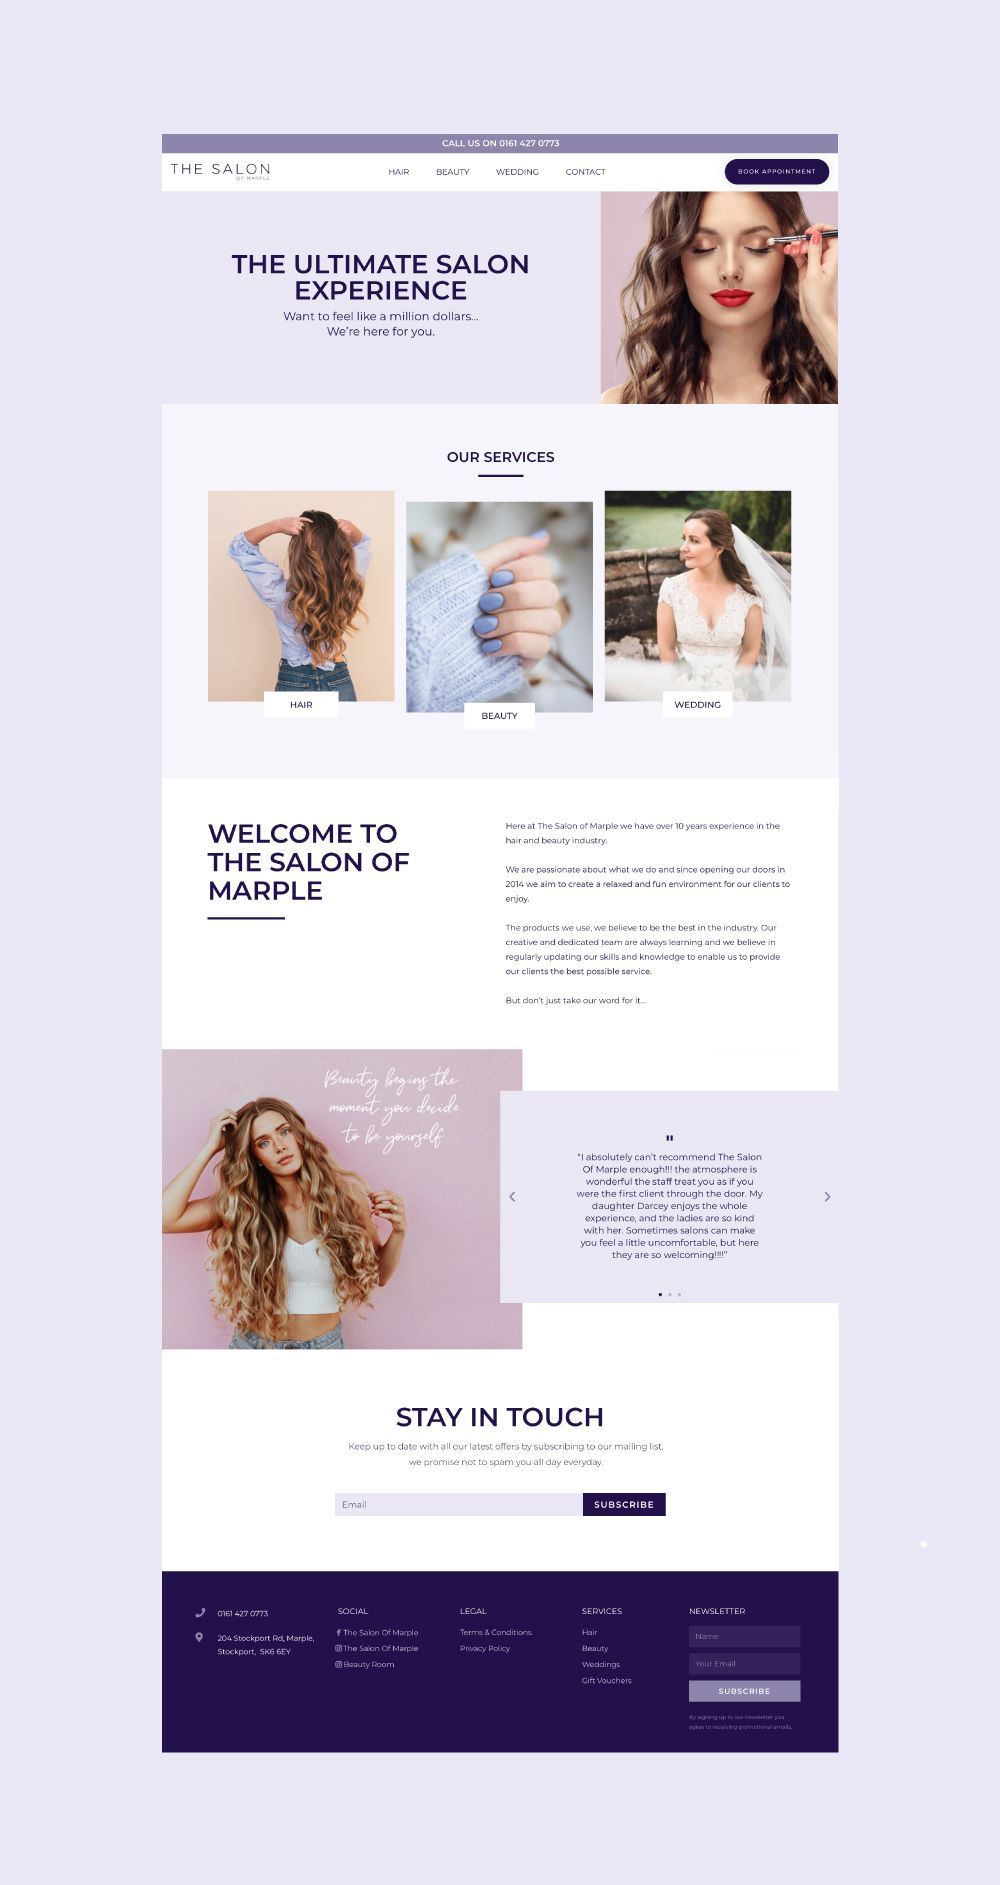 CALL US ON 0161 427 0773
THE SALON
OF MARPLE
HAIR BEAUTY WEDDING CONTACT
BOOK APPOINTMENT
THE ULTIMATE SALON
EXPERIENCE
Want to feel like a million dollars...
We're here for you.
OUR SERVICES
HAIR
BEAUTY
WEDDING
WELCOME TO
THE SALON OF
MARPLE
Here at The Salon of Marple we have over 10 years experience in the
hair and beauty industry.
We are passionate about what we do and since opening our doors in
2014 we aim to create a relaxed and fun environment for our clients to
enjoy.
The products we use, we believe to be the best in the industry. Our
creative and dedicated team are always learning and we believe in
regularly updating our skills and knowledge to enable us to provide
our clients the best possible service.
But don't just take our word for it...
Beauty begins the
moment you decide
to be yourself
"
"I absolutely can't recommend The Salon
Of Marple enough!!! the atmosphere is
wonderful the staff treat you as if you
were the first client through the door. My
daughter Darcey enjoys the whole
experience, and the ladies are so kind
with her. Sometimes salons can make
you feel a little uncomfortable, but here
they are so welcoming!!!!"
STAY IN TOUCH
Keep up to date with all our latest offers by subscribing to our mailing list,
we promise not to spam you all day everyday.
Email
SUBSCRIBE
0161 427 0773
204 Stockport Rd, Marple,
Stockport, SK6 6EY
SOCIAL
The Salon Of Marple
The Salon Of Marple
Beauty Room
LEGAL
Terms & Conditions
Privacy Policy
SERVICES
Hair
Beauty
Weddings
Gift Vouchers
NEWSLETTER
Name
Your Email
SUBSCRIBE
By signing up to our newsletter you
agree to receiving promotional emails.